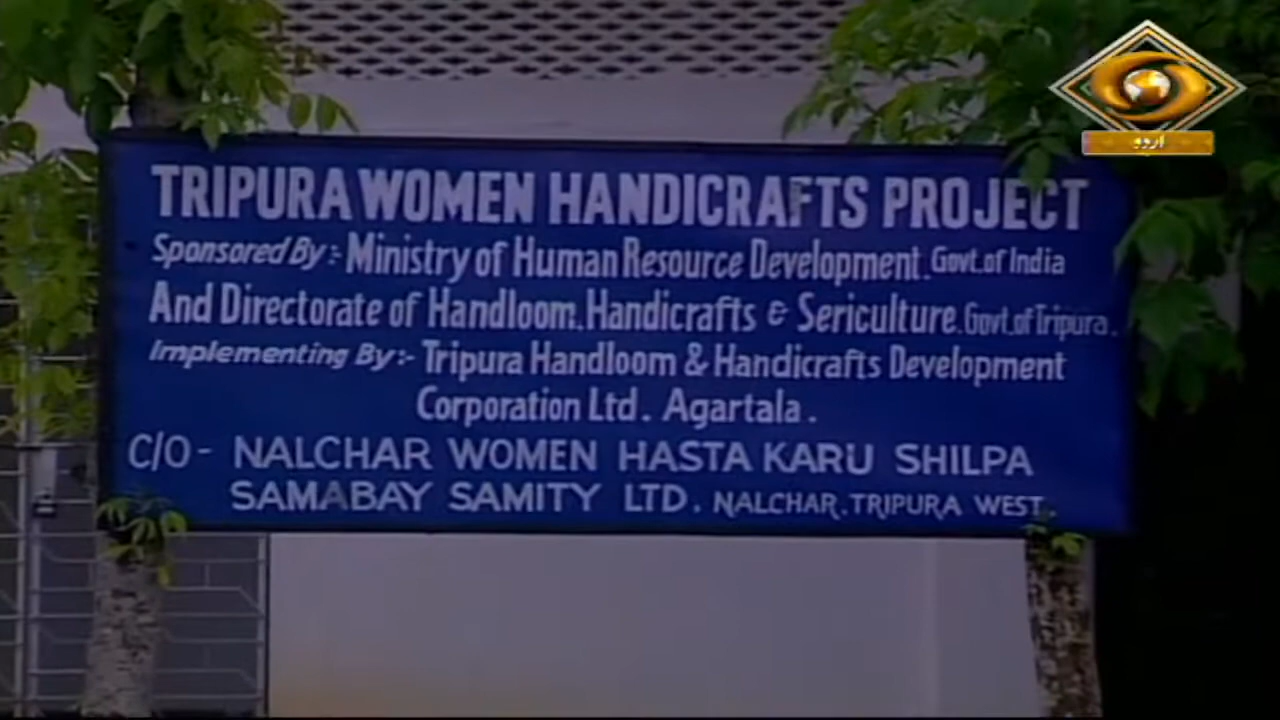 اردو
TRIPURA WOMEN HANDICRAFTS PROJECT
Sponsored By:- Ministry of Human Resource Development. Govt. of India
And Directorate of Handloom. Handicrafts & Sericulture. Govt. of Tripura.
Implementing By:- Tripura Handloom & Handicrafts Development
Corporation Ltd. Agartala.
C/O - NALCHAR WOMEN HASTA KARU SHILPA
SAMABAY SAMITY LTD. NALCHAR. TRIPURA WEST.